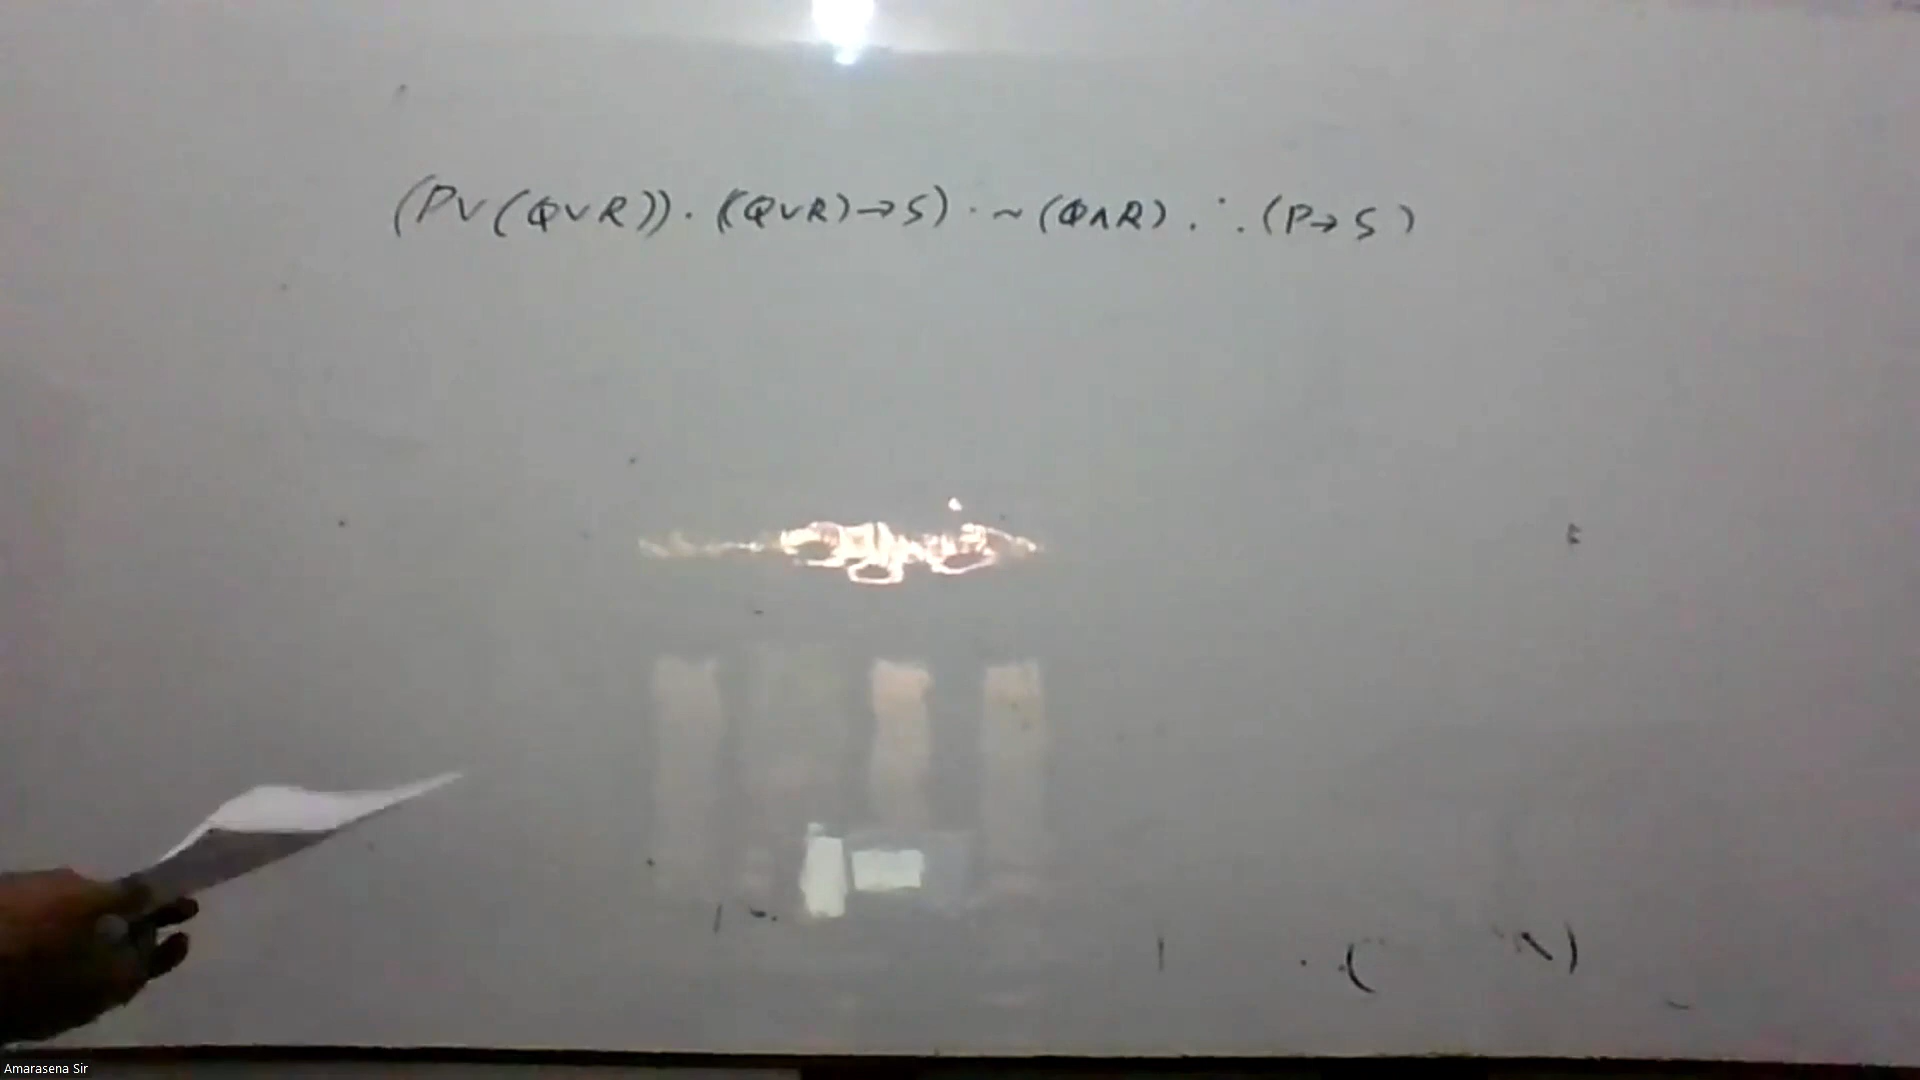 (P∨(Q∨R)) . ((Q∨R)→S) . ~(Q∧R) . ∴ (P→S)
Amarasena Sir